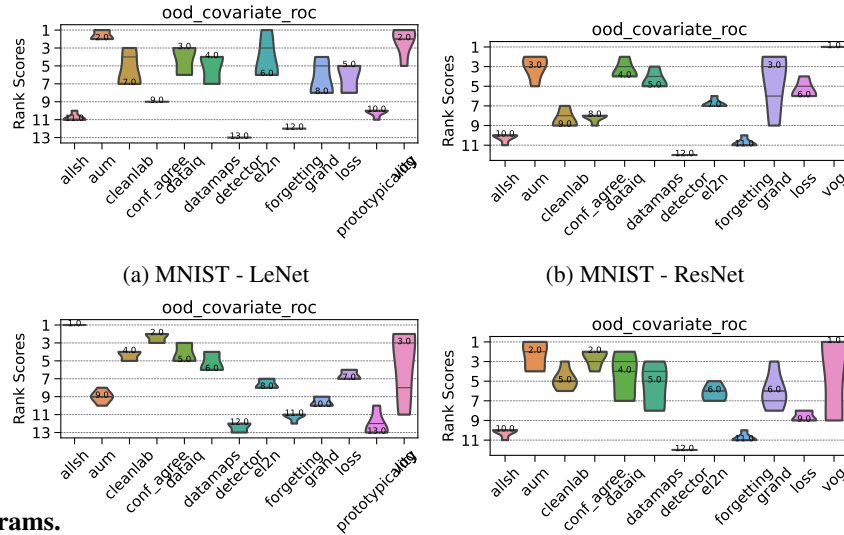 ood_covariate_roc
Rank Scores
1
3
5
7
9
11
13
2.0
7.0
9.0
3.0
4.0
13.0
6.0
12.0
8.0
5.0
10.0
2.0
allsh
aum
cleanlab
conf_agree
dataiq
datamaps
detector
el2n
forgetting
grand
loss
prototypicality
(a) MNIST - LeNet
ood_covariate_roc
Rank Scores
1
3
5
7
9
11
10.0
3.0
9.0
8.0
4.0
5.0
12.0
3.0
6.0
1.0
allsh
aum
cleanlab
conf_agree
dataiq
datamaps
detector
el2n
forgetting
grand
loss
vog
(b) MNIST - ResNet
ood_covariate_roc
Rank Scores
1
3
5
7
9
11
13
1.0
9.0
4.0
2.0
5.0
6.0
12.0
8.0
11.0
10.0
7.0
13.0
3.0
allsh
aum
cleanlab
conf_agree
dataiq
datamaps
detector
el2n
forgetting
grand
loss
prototypicality
ood_covariate_roc
Rank Scores
1
3
5
7
9
11
10.0
2.0
5.0
2.0
4.0
5.0
12.0
6.0
6.0
9.0
1.0
allsh
aum
cleanlab
conf_agree
dataiq
datamaps
detector
el2n
forgetting
grand
loss
vog
rams.